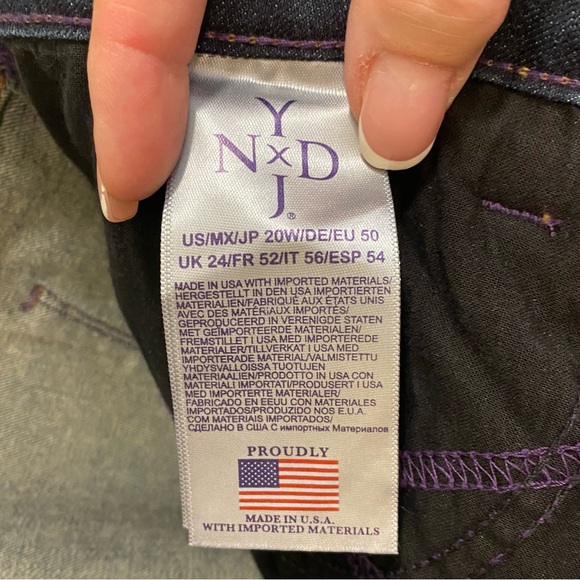 Y
N x D
J®
US/MX/JP 20W/DE/EU 50
UK 24/FR 52/IT 56/ESP 54
MADE IN USA WITH IMPORTED MATERIALS/
HERGESTELLT IN DEN USA IMPORTIERTEN
MATERIALIEN/FABRIQUÉ AUX ÉTATS UNIS
AVEC DES MATÉRIAUX IMPORTÉS/
GEPRODUCEERD IN VERENIGDE STATEN
MET GEÏMPORTEERDE MATERIALEN/
FREMSTILLET I USA MED IMPORTEREDE
MATERIALER/TILLVERKAT I USA MED
IMPORTERADE MATERIAL/VALMISTETTU
YHDYSVALLOISSA TUOTUJEN
MATERIAALIEN/PRODOTTO IN USA CON
MATERIALI IMPORTATI/PRODUSERT I USA
MED IMPORTERTE MATERIALER/
FABRICADO EN EEUU CON MATERIALES
IMPORTADOS/PRODUZIDO NOS E.U.A.
COM MATERIAIS IMPORTADOS/
СДЕЛАНО В США С импортных Материалов
PROUDLY
MADE IN U.S.A.
WITH IMPORTED MATERIALS